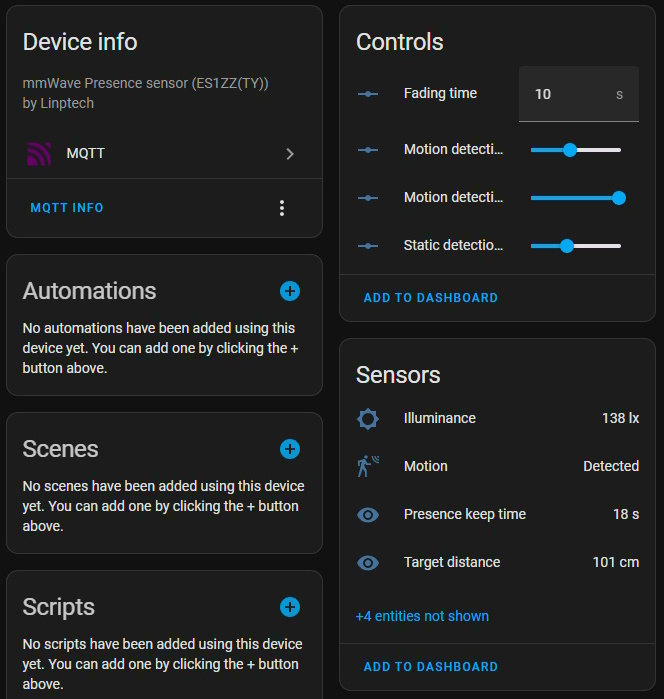 Device info
mmWave Presence sensor (ES1ZZ(TY))
by Linptech
MQTT
MQTT INFO
Automations
No automations have been added using this
device yet. You can add one by clicking the +
button above.
Scenes
No scenes have been added using this device
yet. You can add one by clicking the + button
above.
Scripts
No scripts have been added using this device
yet. You can add one by clicking the + button
above.
Controls
Fading time 10 s
Motion detecti...
Motion detecti...
Static detectio...
ADD TO DASHBOARD
Sensors
Illuminance 138 lx
Motion Detected
Presence keep time 18 s
Target distance 101 cm
+4 entities not shown
ADD TO DASHBOARD